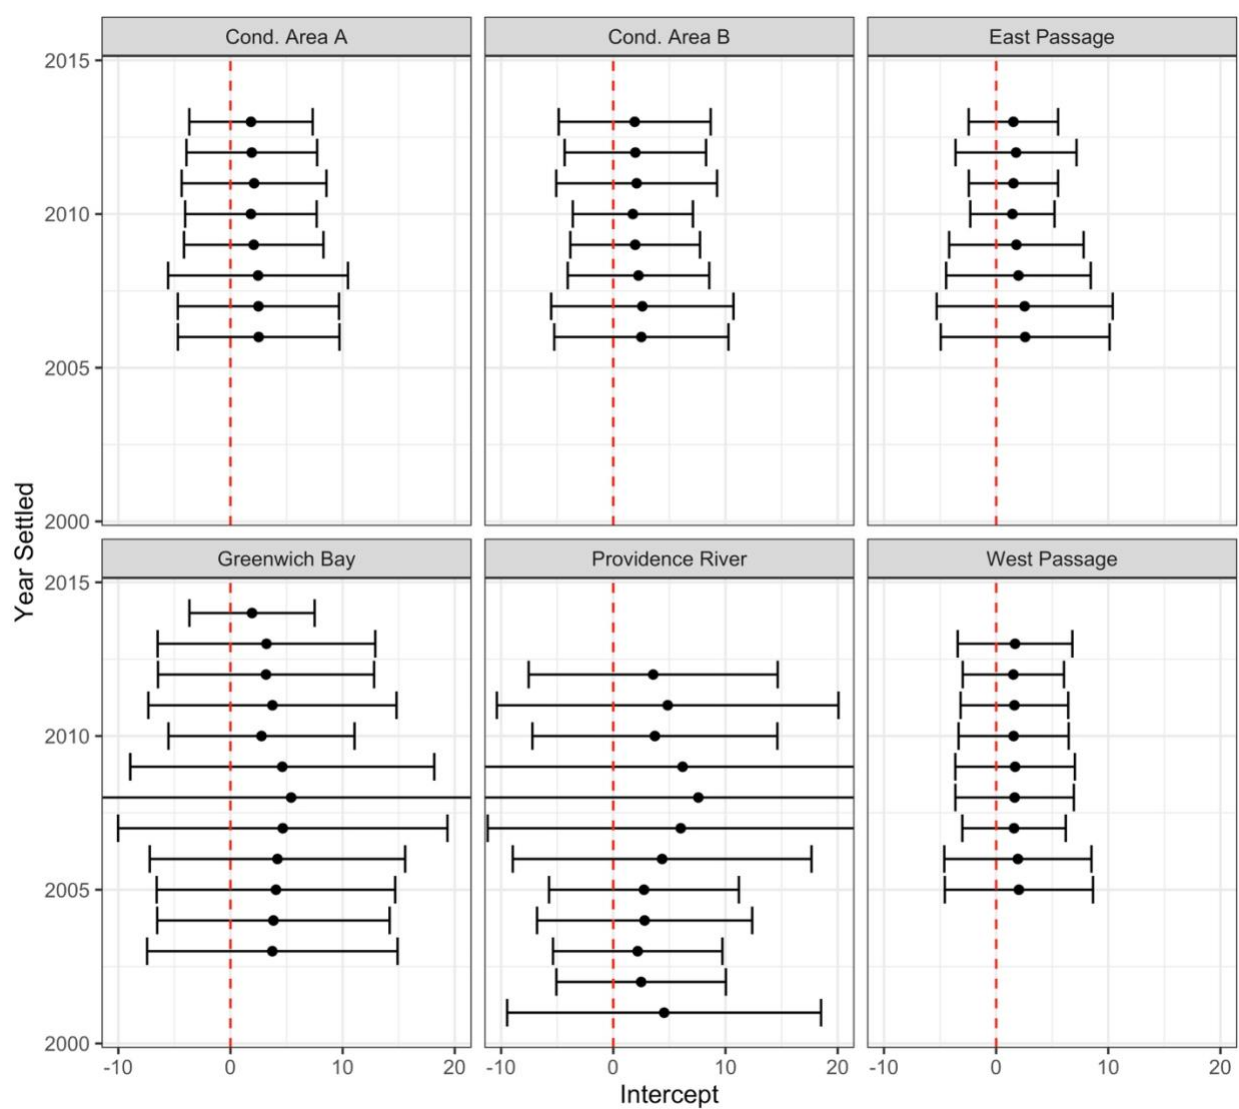 Cond. Area A
Cond. Area B
East Passage
2015
2010
2005
2000
Year Settled
Greenwich Bay
Providence River
West Passage
2015
2010
2005
2000
-10 0 10 20
-10 0 10 20
-10 0 10 20
Intercept